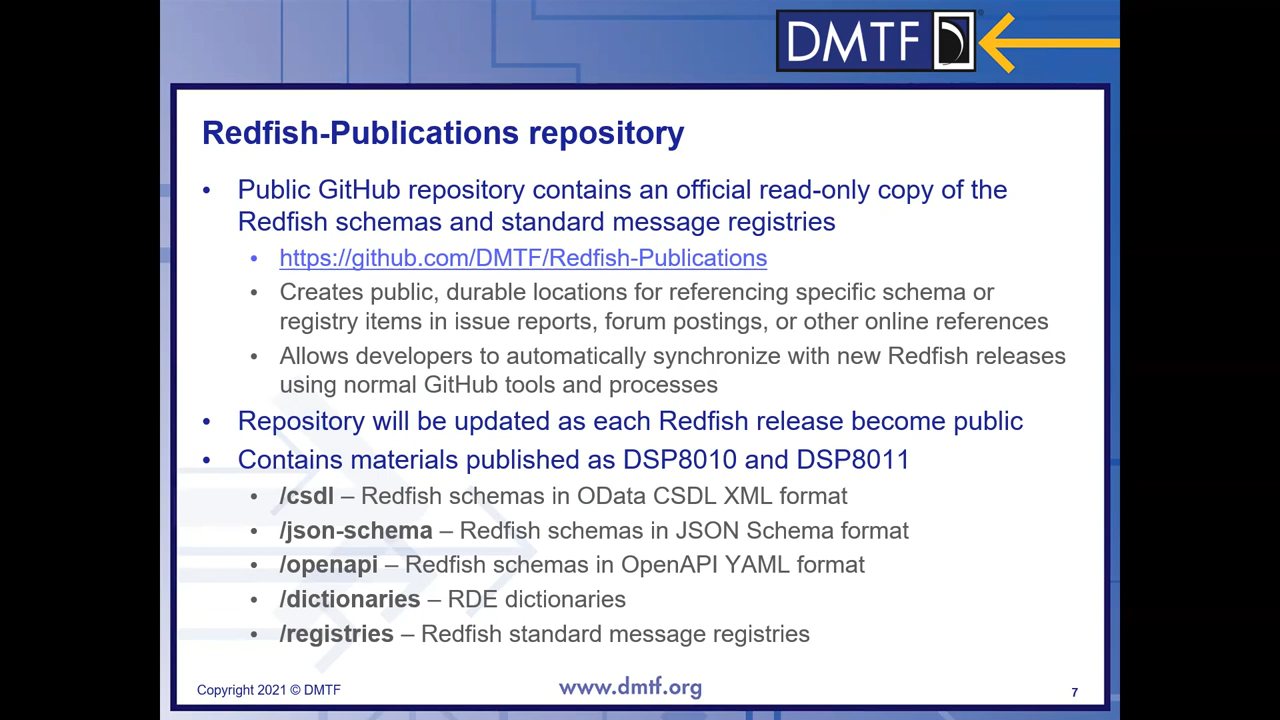 DMTF
Redfish-Publications repository
• Public GitHub repository contains an official read-only copy of the
Redfish schemas and standard message registries
• https://github.com/DMTF/Redfish-Publications
• Creates public, durable locations for referencing specific schema or
registry items in issue reports, forum postings, or other online references
• Allows developers to automatically synchronize with new Redfish releases
using normal GitHub tools and processes
• Repository will be updated as each Redfish release become public
• Contains materials published as DSP8010 and DSP8011
• /csdl – Redfish schemas in OData CSDL XML format
• /json-schema – Redfish schemas in JSON Schema format
• /openapi – Redfish schemas in OpenAPI YAML format
• /dictionaries – RDE dictionaries
• /registries – Redfish standard message registries
Copyright 2021 © DMTF
www.dmtf.org
7